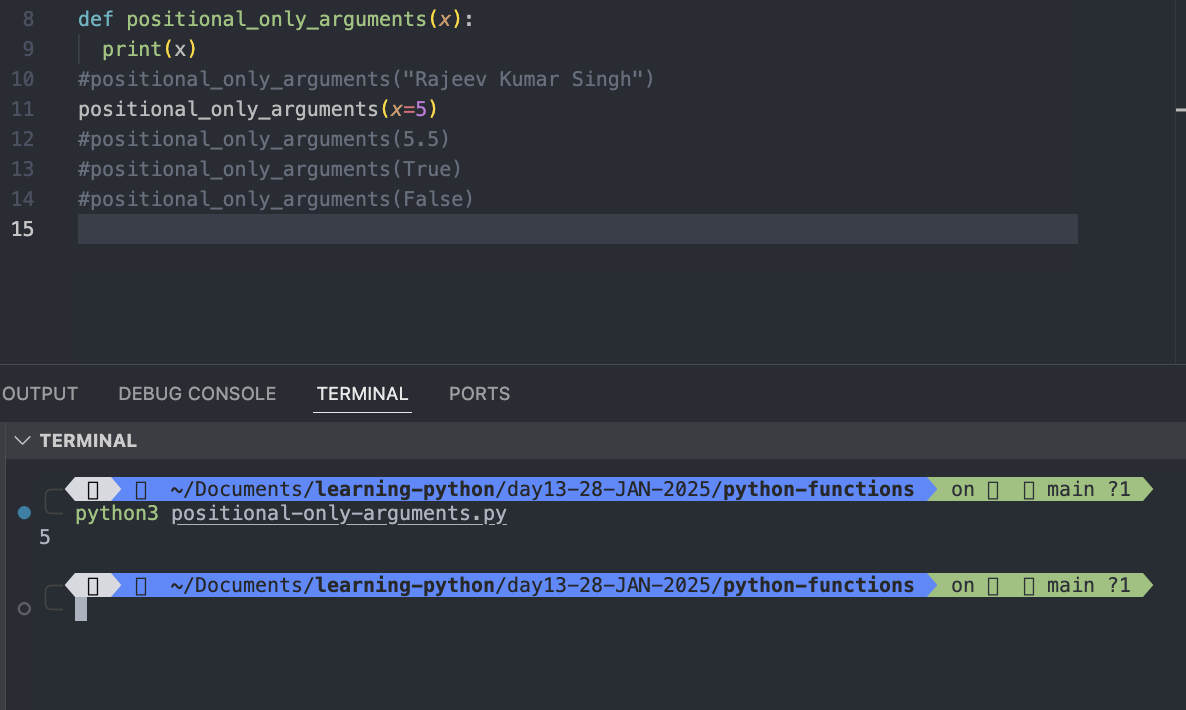 8 def positional_only_arguments(x):
9 print(x)
10 #positional_only_arguments("Rajeev Kumar Singh")
11 positional_only_arguments(x=5)
12 #positional_only_arguments(5.5)
13 #positional_only_arguments(True)
14 #positional_only_arguments(False)
15
OUTPUT DEBUG CONSOLE TERMINAL PORTS
TERMINAL
~/Documents/learning-python/day13-28-JAN-2025/python-functions on main ?1
python3 positional-only-arguments.py
5
~/Documents/learning-python/day13-28-JAN-2025/python-functions on main ?1